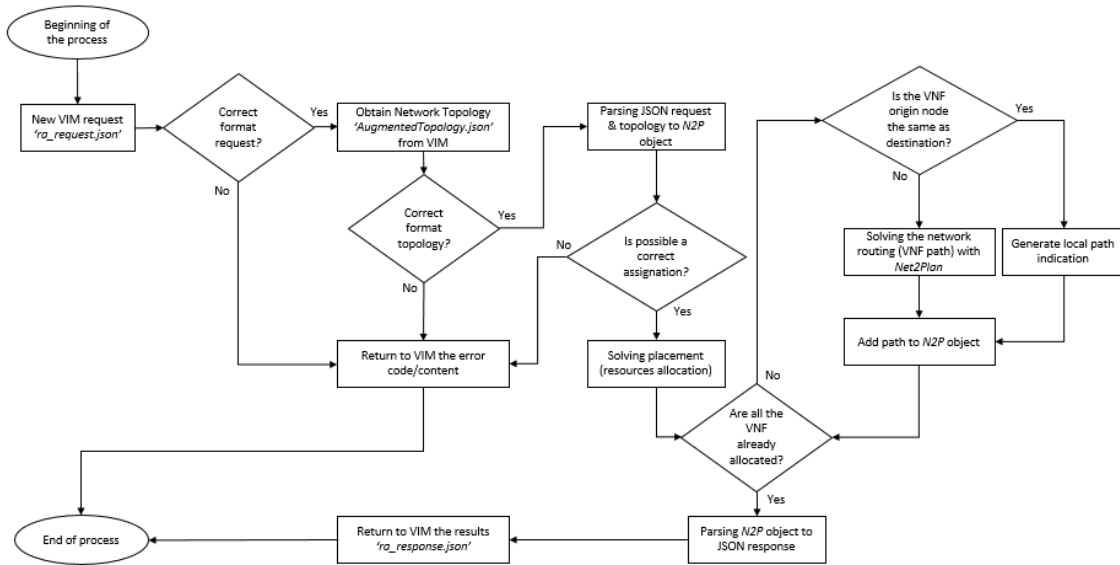 Beginning of
the process
New VIM request
‘ra_request.json’
Correct
format
request?
Yes
No
Obtain Network Topology
‘AugmentedTopology.json’
from VIM
Correct
format
topology?
Yes
No
Return to VIM the error
code/content
Parsing JSON request
& topology to N2P
object
Is possible a
correct
assignation?
No
Yes
Solving placement
(resources allocation)
Are all the
VNF
already
allocated?
No
Yes
Is the VNF
origin node
the same as
destination?
Yes
No
Solving the network
routing (VNF path) with
Net2Plan
Generate local path
indication
Add path to N2P object
Parsing N2P object to
JSON response
Return to VIM the results
‘ra_response.json’
End of process